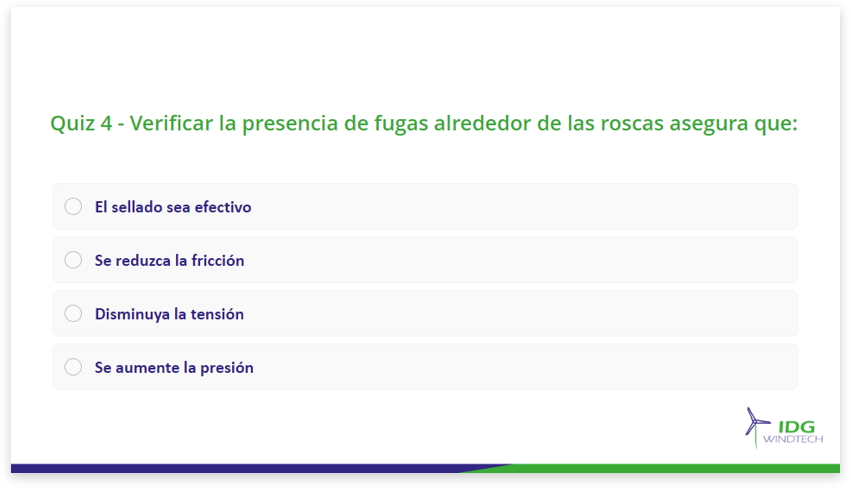 Quiz 4 - Verificar la presencia de fugas alrededor de las roscas asegura que:
El sellado sea efectivo
Se reduzca la fricción
Disminuya la tensión
Se aumente la presión
IDG
WINDTECH